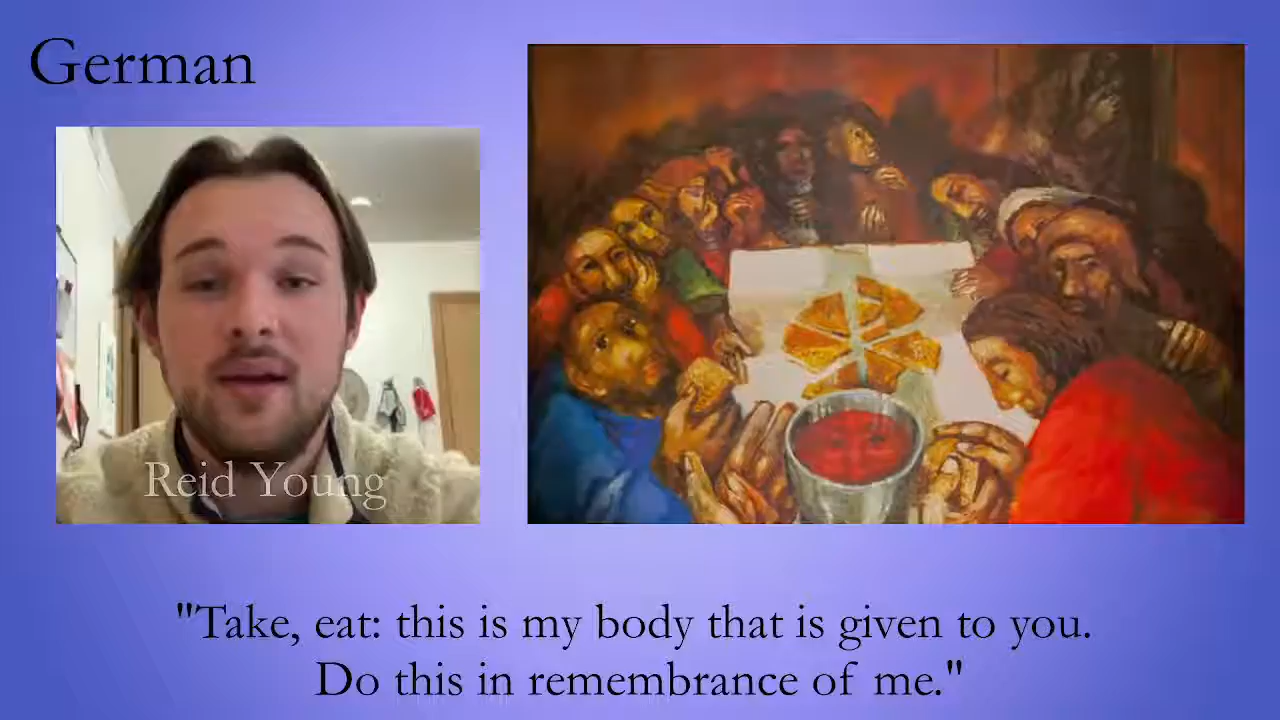 German
Reid Young
"Take, eat: this is my body that is given to you.
Do this in remembrance of me."